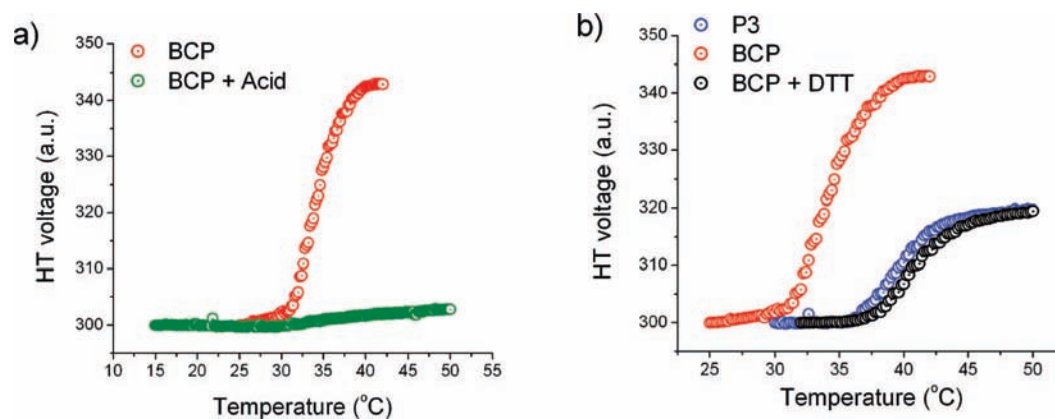 a)
BCP
BCP + Acid
HT voltage (a.u.)
350
340
330
320
310
300
10 15 20 25 30 35 40 45 50 55
Temperature (°C)
b)
P3
BCP
BCP + DTT
HT voltage (a.u.)
350
340
330
320
310
300
25 30 35 40 45 50
Temperature (°C)